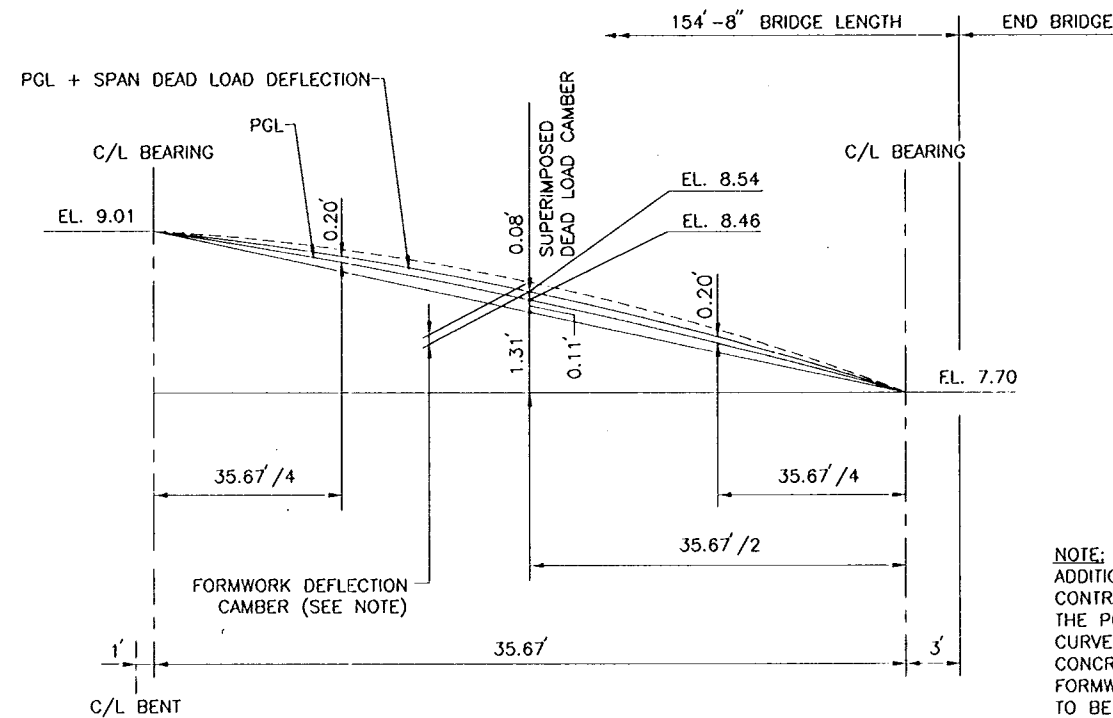 154'-8" BRIDGE LENGTH
END BRIDGE
PGL + SPAN DEAD LOAD DEFLECTION
PGL
C/L BEARING
C/L BEARING
SUPERIMPOSED
DEAD LOAD CAMBER
EL. 9.01
0.20'
0.08'
EL. 8.54
EL. 8.46
0.20'
1.31'
0.11'
EL. 7.70
35.67'/4
35.67'/4
35.67'/2
FORMWORK DEFLECTION
CAMBER (SEE NOTE)
1'
35.67'
3'
C/L BENT
NOTE:
ADDITIO
CONTR
THE PG
CURVE
CONCR
FORMW
TO BE